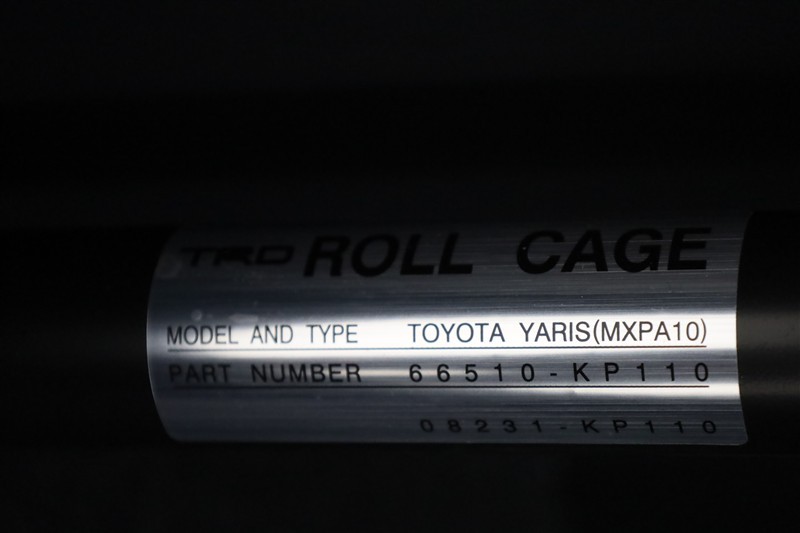 TRD ROLL CAGE
MODEL AND TYPE TOYOTA YARIS(MXPA10)
PART NUMBER 66510-KP110
08231-KP110